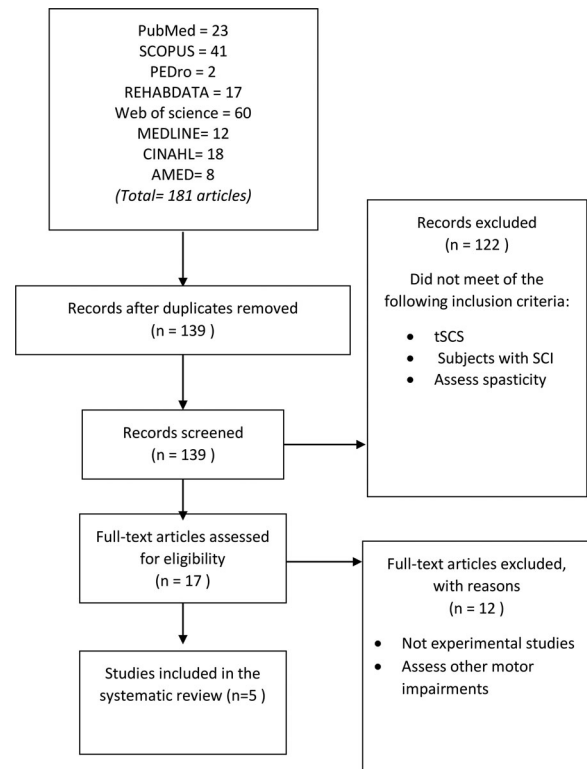 PubMed = 23
SCOPUS = 41
PEDro = 2
REHABDATA = 17
Web of science = 60
MEDLINE= 12
CINAHL= 18
AMED= 8
(Total= 181 articles)
Records excluded
(n = 122 )
Did not meet of the
following inclusion criteria:
• tSCS
• Subjects with SCI
• Assess spasticity
Records after duplicates removed
(n = 139 )
Records screened
(n = 139 )
Full-text articles assessed
for eligibility
(n = 17 )
Full-text articles excluded,
with reasons
(n = 12 )
• Not experimental studies
• Assess other motor
impairments
Studies included in the
systematic review (n=5 )